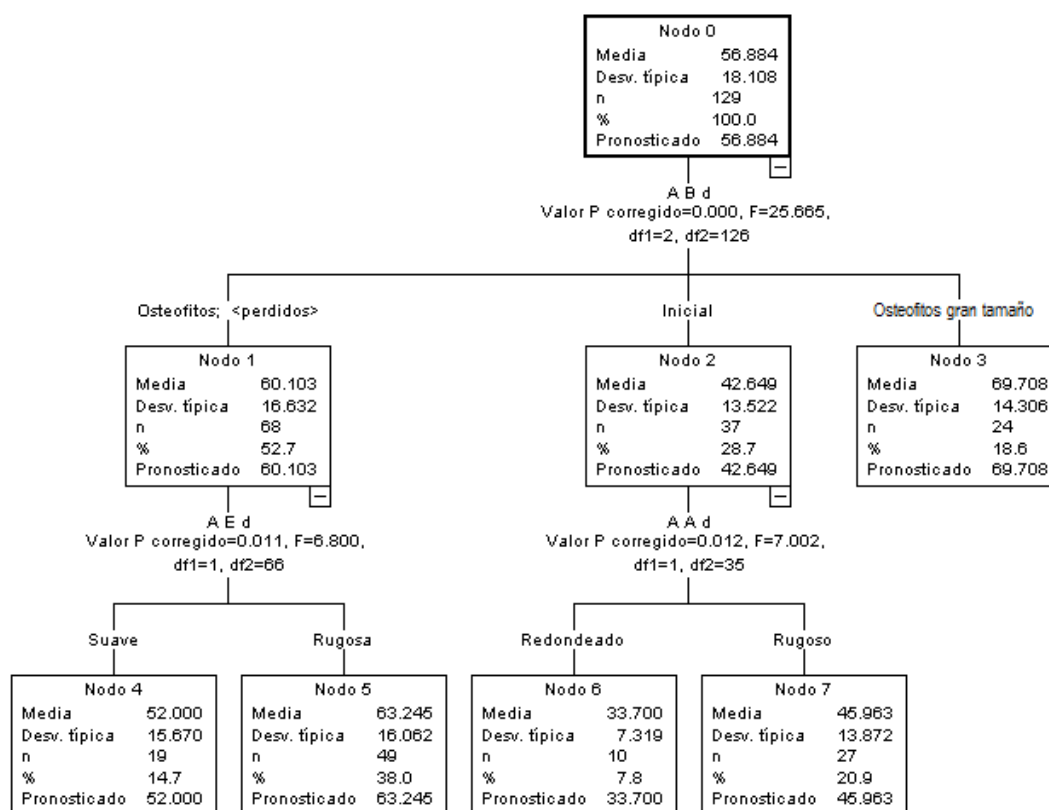 Nodo 0
Media 56.884
Desv. típica 18.108
n 129
% 100.0
Pronosticado 56.884
A B d
Valor P corregido=0.000, F=25.665,
df1=2, df2=126
Osteofitos; <perdidos>
Inicial
Osteofitos gran tamaño
Nodo 1
Media 60.103
Desv. típica 16.632
n 68
% 52.7
Pronosticado 60.103
Nodo 2
Media 42.649
Desv. típica 13.522
n 37
% 28.7
Pronosticado 42.649
Nodo 3
Media 69.708
Desv. típica 14.306
n 24
% 18.6
Pronosticado 69.708
A E d
Valor P corregido=0.011, F=6.800,
df1=1, df2=66
A A d
Valor P corregido=0.012, F=7.002,
df1=1, df2=35
Suave
Rugosa
Redondeado
Rugoso
Nodo 4
Media 52.000
Desv. típica 15.670
n 19
% 14.7
Pronosticado 52.000
Nodo 5
Media 63.245
Desv. típica 16.062
n 49
% 38.0
Pronosticado 63.245
Nodo 6
Media 33.700
Desv. típica 7.319
n 10
% 7.8
Pronosticado 33.700
Nodo 7
Media 45.963
Desv. típica 13.872
n 27
% 20.9
Pronosticado 45.963